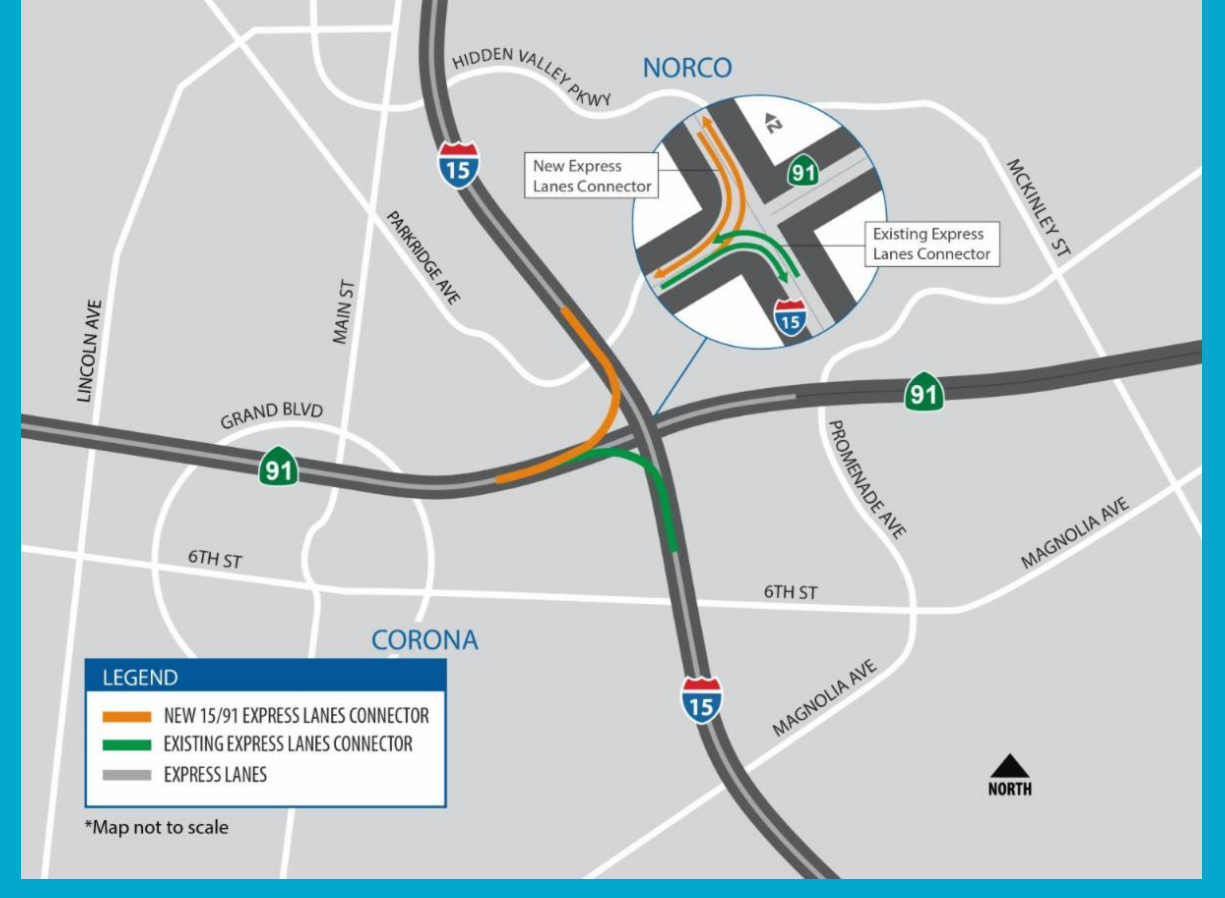 HIDDEN VALLEY PKWY
NORCO
15
New Express
Lanes Connector
N
91
MCKINLEY ST
Existing Express
Lanes Connector
15
PARKRIDGE AVE
MAIN ST
LINCOLN AVE
GRAND BLVD
91
91
PROMENADE AVE
MAGNOLIA AVE
6TH ST
6TH ST
CORONA
MAGNOLIA AVE
15
LEGEND
NEW 15/91 EXPRESS LANES CONNECTOR
EXISTING EXPRESS LANES CONNECTOR
EXPRESS LANES
*Map not to scale
NORTH